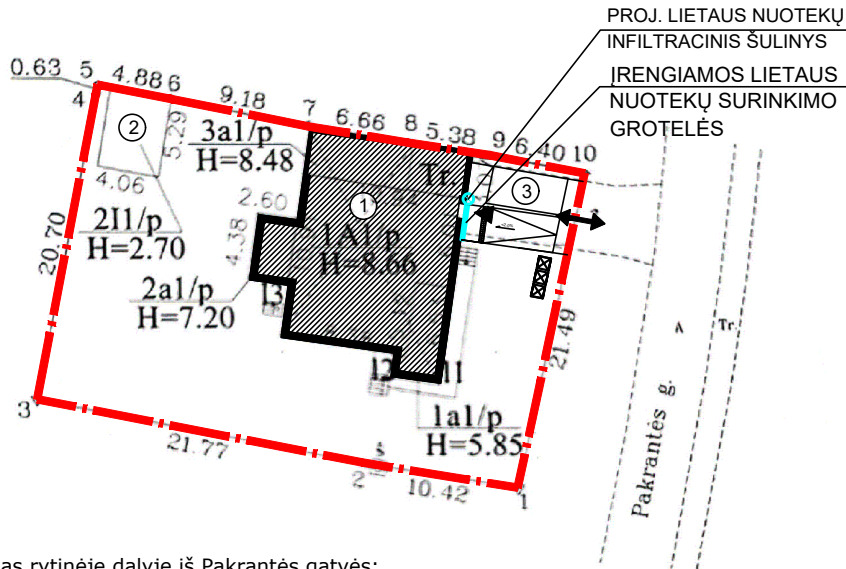 PROJ. LIETAUS NUOTEKŲ
INFILTRACINIS ŠULINYS
ĮRENGIAMOS LIETAUS
NUOTEKŲ SURINKIMO
GROTELĖS
0.63
5
4.88
6
9.18
7
6.66
8
5.38
9
6.40
10
4
2
5.29
4.06
3a1/p
H=8.48
Tr.
3
1
2.60
2I1/p
H=2.70
4.38
1A1/p
H=8.66
20.70
2a1/p
H=7.20
13
21.49
Tr.
12
11
1a1/p
H=5.85
Pakrantės g.
3
21.77
2
10.42
1
as rytinėje dalyje iš Pakrantės gatvės;